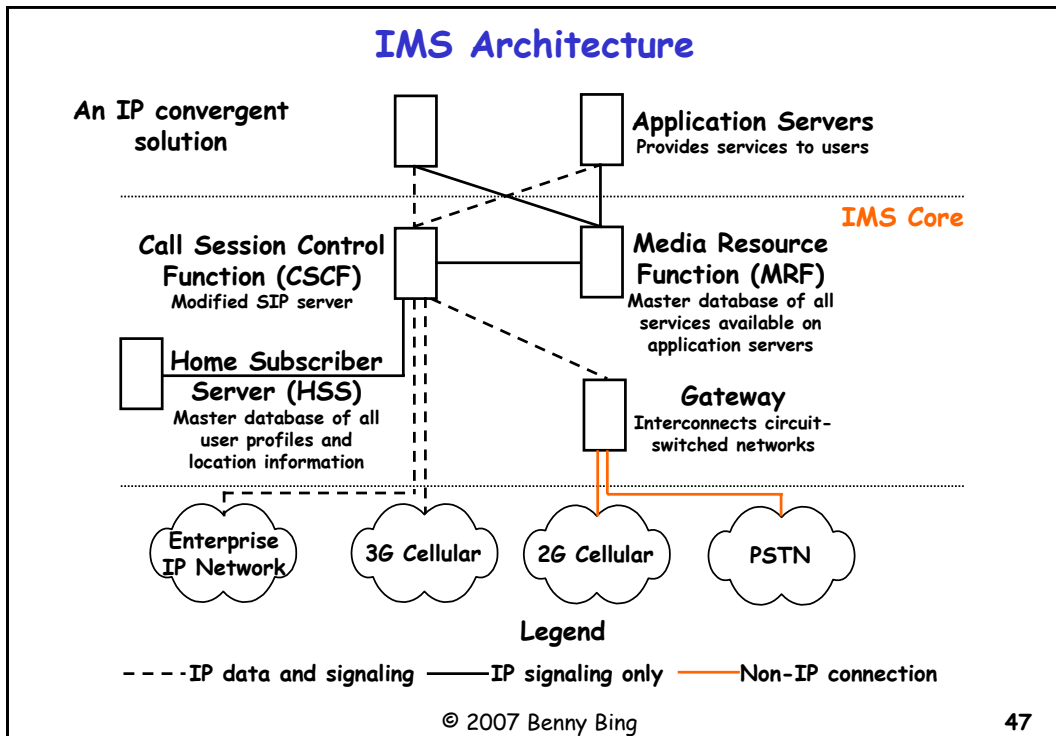 IMS Architecture
An IP convergent
solution
Application Servers
Provides services to users
IMS Core
Call Session Control
Function (CSCF)
Modified SIP server
Media Resource
Function (MRF)
Master database of all
services available on
application servers
Home Subscriber
Server (HSS)
Master database of all
user profiles and
location information
Gateway
Interconnects circuit-
switched networks
Enterprise
IP Network
3G Cellular
2G Cellular
PSTN
Legend
IP data and signaling
IP signaling only
Non-IP connection
© 2007 Benny Bing
47